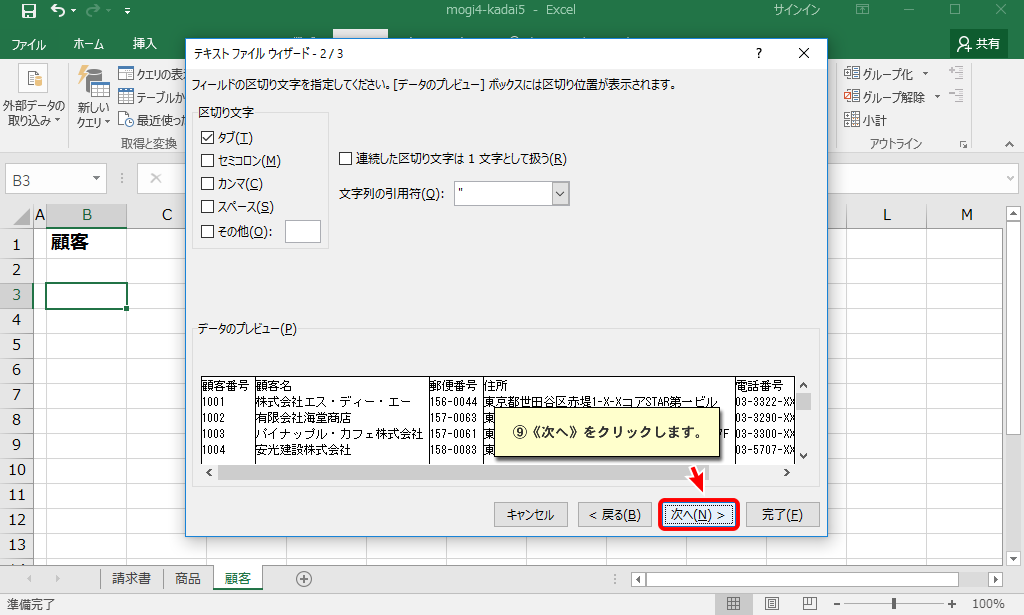 mogi4-kadai5 - Excel
サインイン
ファイル
ホーム
挿入
共有
外部データの
取り込み
新しい
クエリ
クエリの表
テーブルか
最近使った
取得と変換
グループ化
グループ解除
小計
アウトライン
テキスト ファイル ウィザード - 2 / 3
?
フィールドの区切り文字を指定してください。[データのプレビュー] ボックスには区切り位置が表示されます。
区切り文字
タブ(T)
セミコロン(M)
カンマ(C)
スペース(S)
その他(O):
連続した区切り文字は 1 文字として扱う(R)
文字列の引用符(Q):
"
データのプレビュー(P)
顧客番号 顧客名 郵便番号 住所 電話番号
1001 株式会社エス・ディー・エー 156-0044 東京都世田谷区赤堤1-X-XコアSTAR第一ビル 03-3322-XX
1002 有限会社海堂商店 157-0063 東 03-3290-XX
1003 パイナップル・カフェ株式会社 157-0061 東 F 03-3300-XX
1004 安光建設株式会社 158-0083 東 03-5707-XX
⑨《次へ》をクリックします。
キャンセル
< 戻る(B)
次へ(N) >
完了(F)
B3
A B C L M
1 顧客
2
3
4
5
6
7
8
9
10
11
12
13
請求書 商品 顧客
準備完了
100%